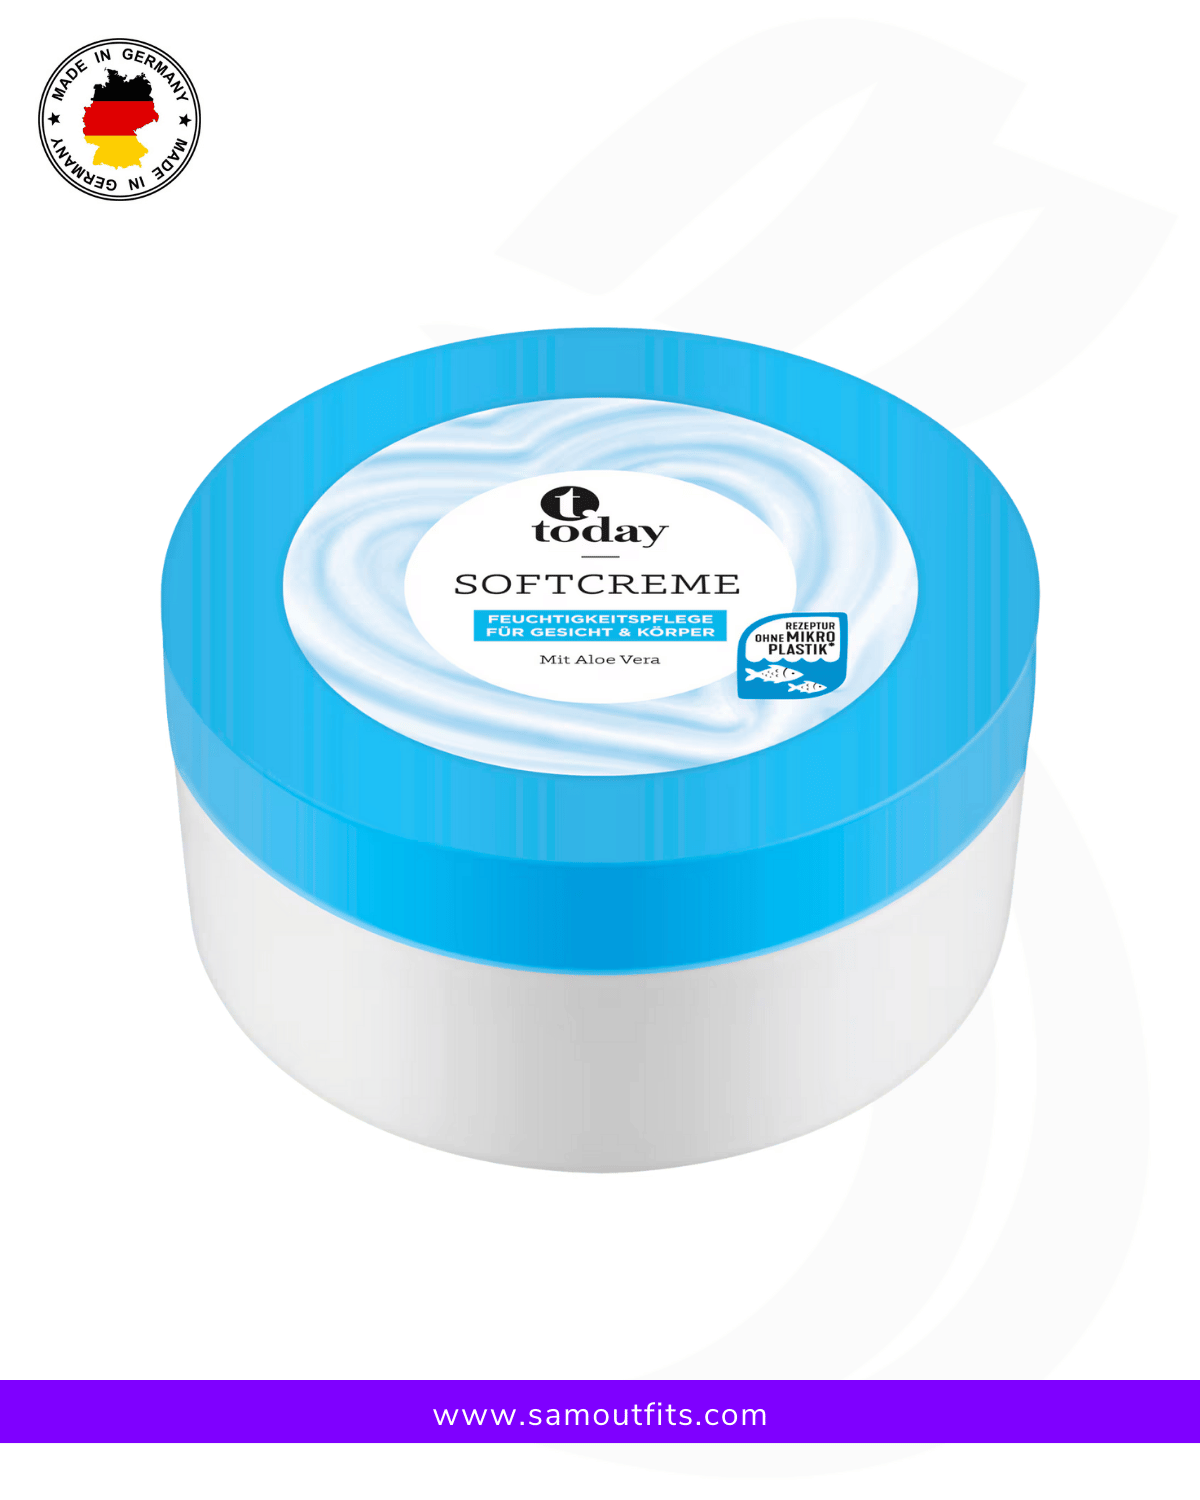 MADE IN GERMANY
MADE IN GERMANY
t.
today
SOFTCREME
FEUCHTIGKEITSPFLEGE
FÜR GESICHT & KÖRPER
Mit Aloe Vera
REZEPTUR
OHNE MIKRO
PLASTIK*
www.samoutfits.com